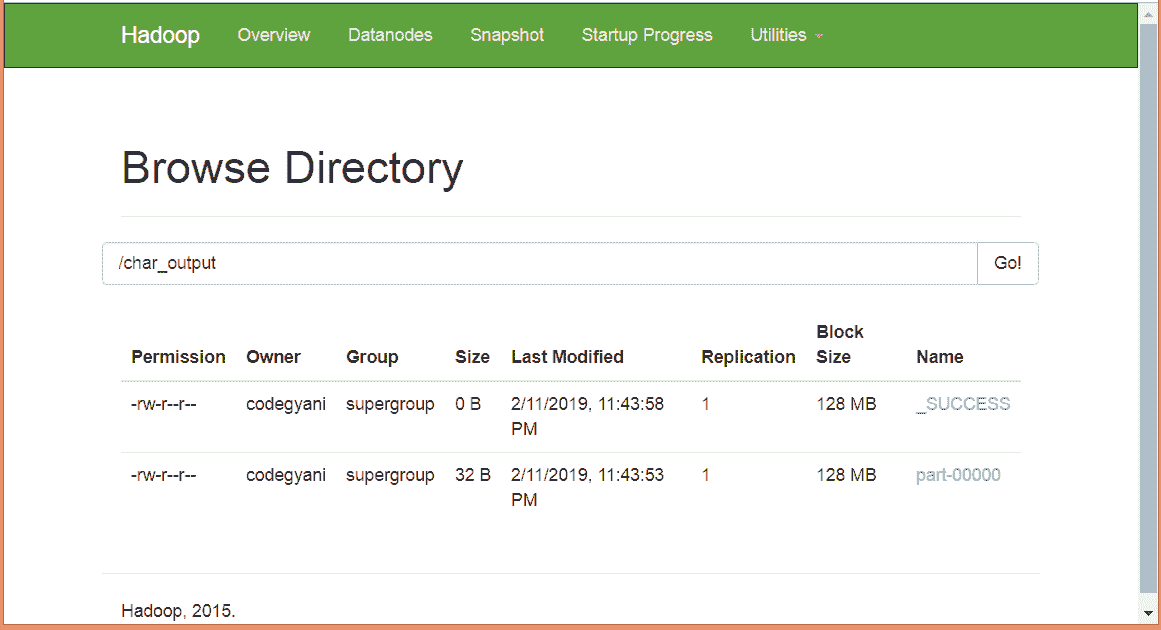 Hadoop Overview Datanodes Snapshot Startup Progress Utilities
Browse Directory
/char_output Go!
Permission Owner Group Size Last Modified Replication Block Size Name
-rw-r--r-- codegyani supergroup 0 B 2/11/2019, 11:43:58 PM 1 128 MB _SUCCESS
-rw-r--r-- codegyani supergroup 32 B 2/11/2019, 11:43:53 PM 1 128 MB part-00000
Hadoop, 2015.